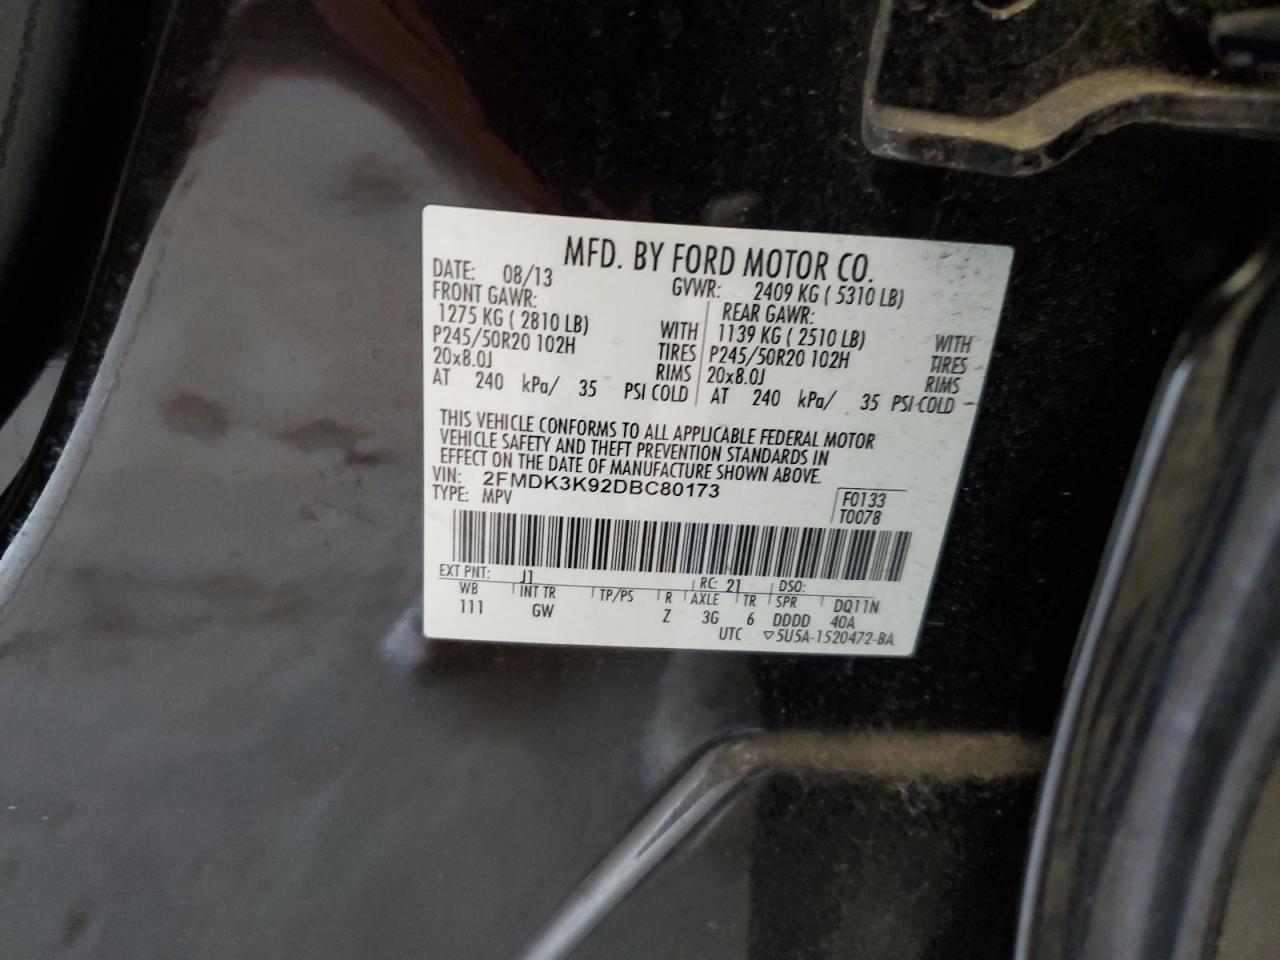 MFD. BY FORD MOTOR CO.
DATE: 08/13 GVWR: 2409 KG ( 5310 LB)
FRONT GAWR: REAR GAWR:
1275 KG ( 2810 LB) WITH 1139 KG ( 2510 LB) WITH
P245/50R20 102H TIRES P245/50R20 102H TIRES
20x8.0J RIMS 20x8.0J RIMS
AT 240 kPa/ 35 PSI COLD AT 240 kPa/ 35 PSI COLD
THIS VEHICLE CONFORMS TO ALL APPLICABLE FEDERAL MOTOR
VEHICLE SAFETY AND THEFT PREVENTION STANDARDS IN
EFFECT ON THE DATE OF MANUFACTURE SHOWN ABOVE.
VIN: 2FMDK3K92DBC80173 F0133
TYPE: MPV T0078
EXT PNT: J1 RC: 21 DSO:
WB INT TR TP/PS R AXLE TR SPR DQ11N
111 GW Z 3G 6 DDDD 40A
UTC ▽5U5A-1520472-BA